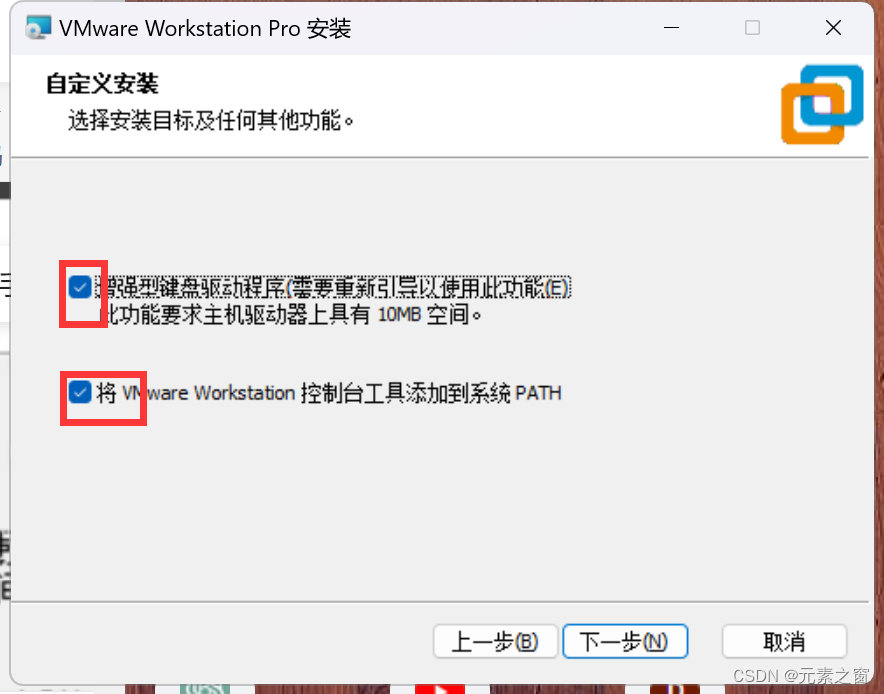 VMware Workstation Pro 安装
自定义安装
选择安装目标及任何其他功能。
增强型键盘驱动程序(需要重新引导以使用此功能(E)
此功能要求主机驱动器上具有 10MB 空间。
将 VMware Workstation 控制台工具添加到系统 PATH
上一步(B)
下一步(N)
取消
CSDN @元素之窗